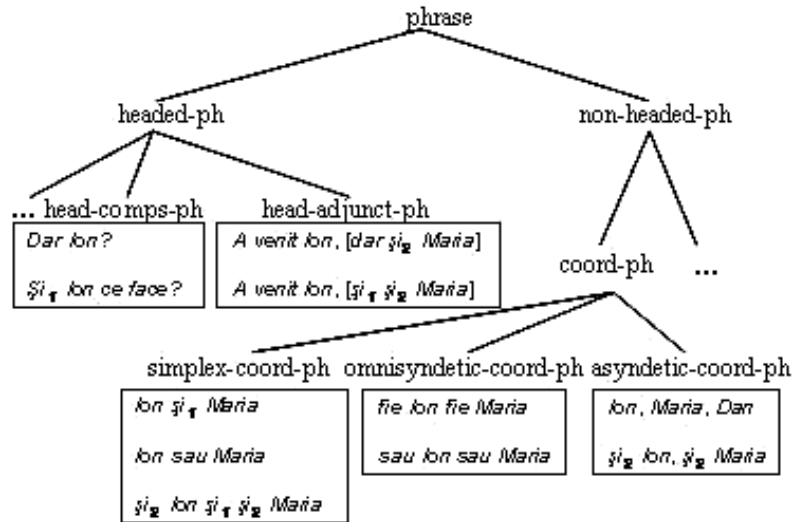 phrase
headed-ph non-headed-ph
... head-comps-ph head-adjunct-ph
Dar Ion?
A venit Ion, [dar şi₂ Maria]
Şi₁ Ion ce face?
A venit Ion, [şi₁ şi₂ Maria]
coord-ph ...
simplex-coord-ph omnisyndetic-coord-ph asyndetic-coord-ph
Ion şi₁ Maria
Ion sau Maria
şi₂ Ion şi₁ şi₂ Maria
fie Ion fie Maria
sau Ion sau Maria
Ion, Maria, Dan
şi₂ Ion, şi₂ Maria